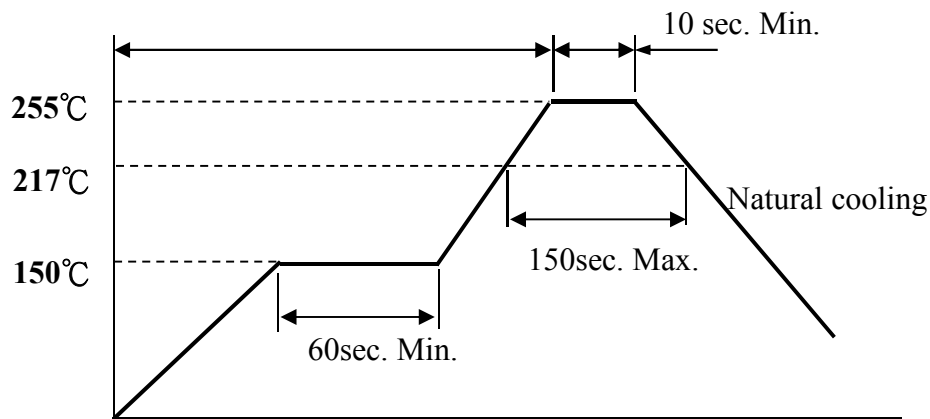 10 sec. Min.
255℃
217℃
Natural cooling
150sec. Max.
150℃
60sec. Min.